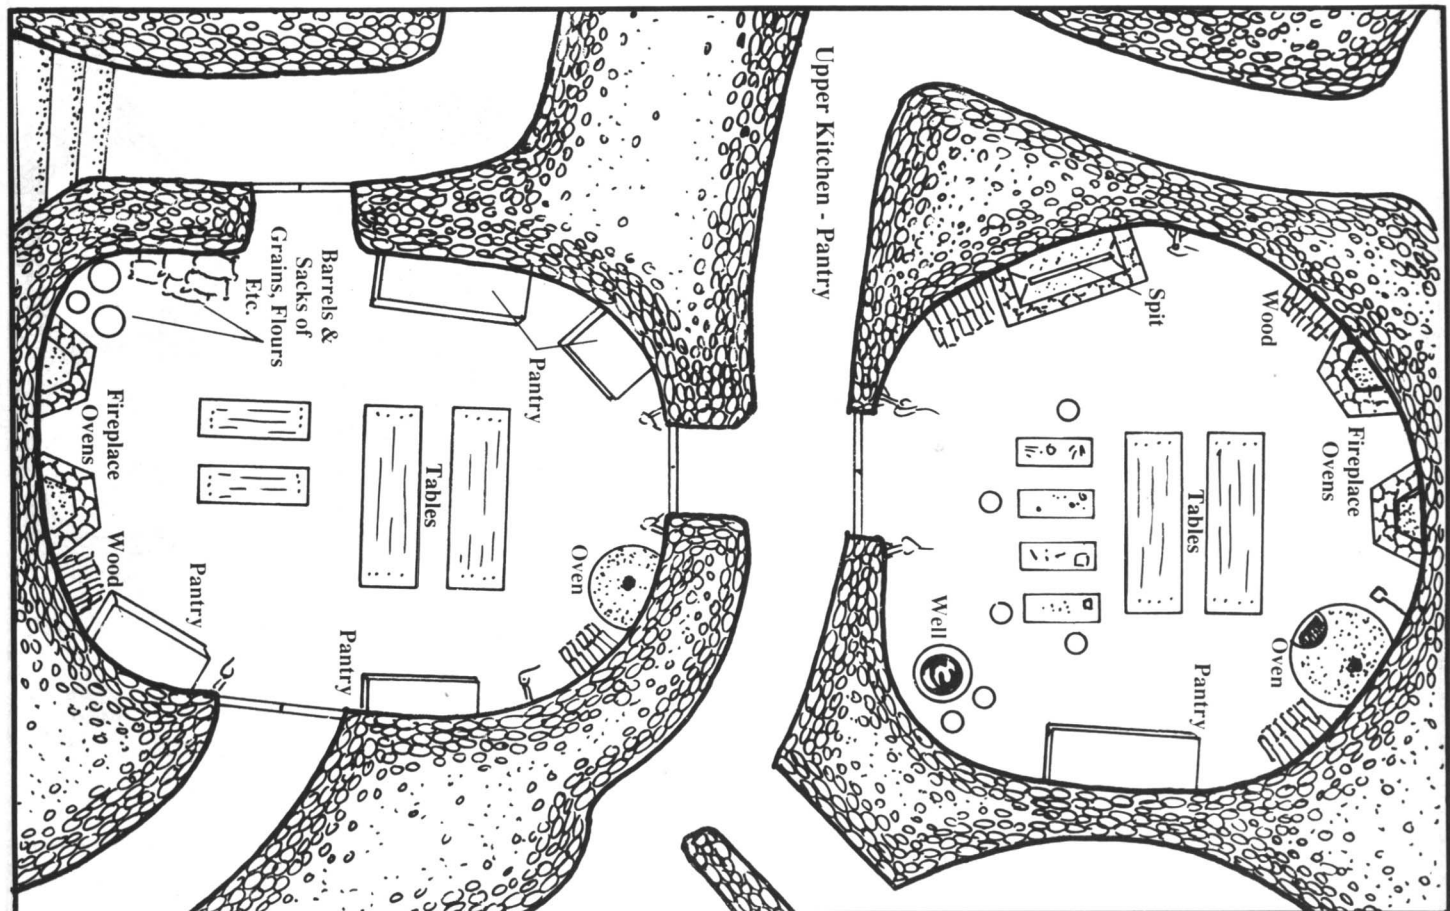 Fireplace
Ovens
Wood
Oven
Pantry
Tables
Spit
Well
Upper Kitchen - Pantry
Oven
Pantry
Tables
Pantry
Barrels &
Sacks of
Grains, Flours
Etc.
Pantry
Fireplace
Ovens
Wood